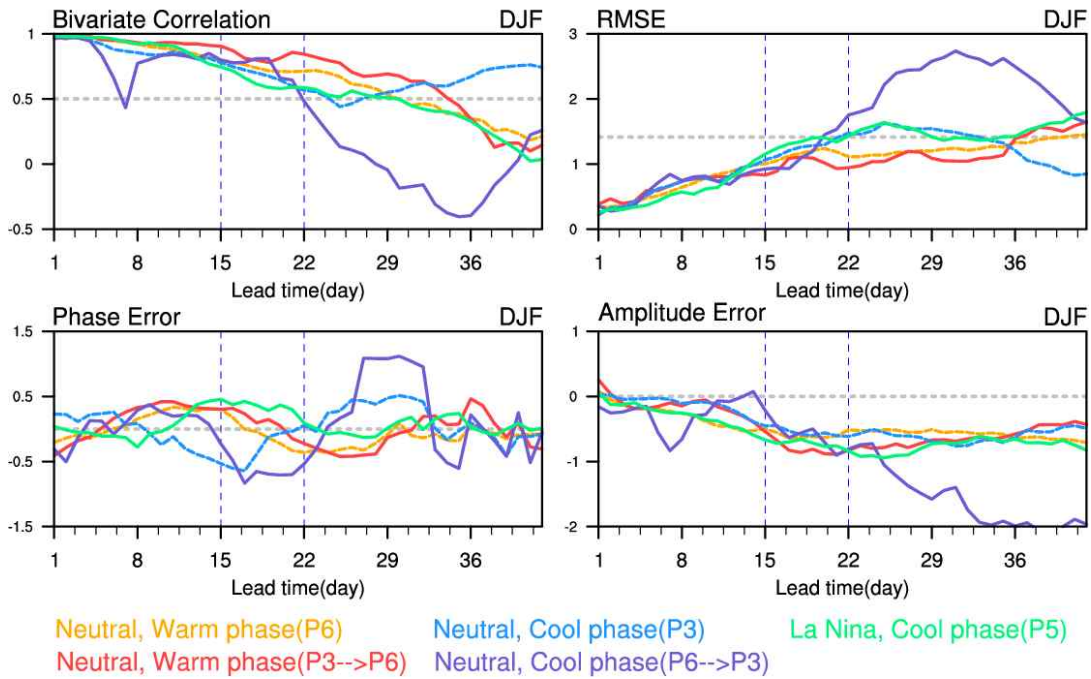 Bivariate Correlation DJF
1
0.5
0
-0.5
1 8 15 22 29 36
Lead time(day)
RMSE DJF
3
2
1
0
1 8 15 22 29 36
Lead time(day)
Phase Error DJF
1.5
0.5
0
-0.5
-1.5
1 8 15 22 29 36
Lead time(day)
Amplitude Error DJF
1
0
-1
-2
1 8 15 22 29 36
Lead time(day)
Neutral, Warm phase(P6) Neutral, Cool phase(P3) La Nina, Cool phase(P5)
Neutral, Warm phase(P3-->P6) Neutral, Cool phase(P6-->P3)